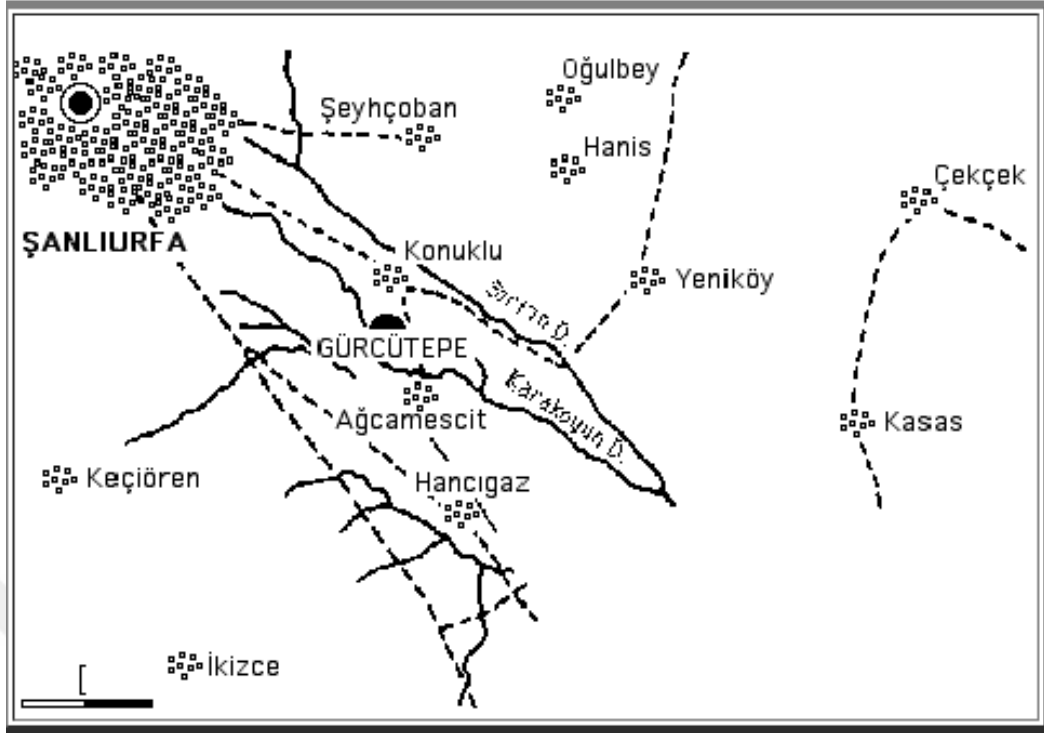 Oğulbey
Şeyhçoban
Hanis
Çekçek
ŞANLIURFA
Konuklu
Yeniköy
D.
GÜRCÜTEPE
Karakoyun D.
Ağcamescit
Kasas
Keçiören
Hancıgaz
İkizce